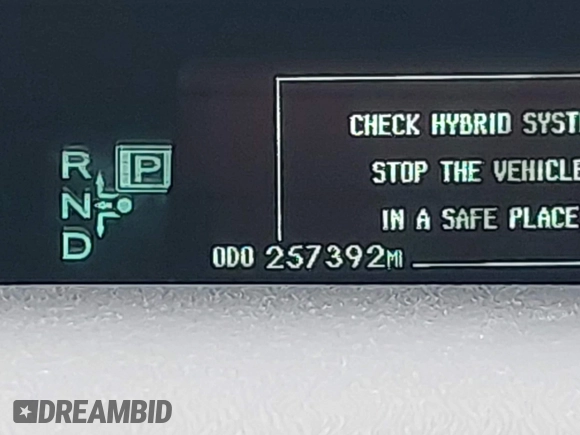 CHECK HYBRID SYST
STOP THE VEHICLE
IN A SAFE PLACE
R
P
N
D
ODO 257392MI
DREAMBID